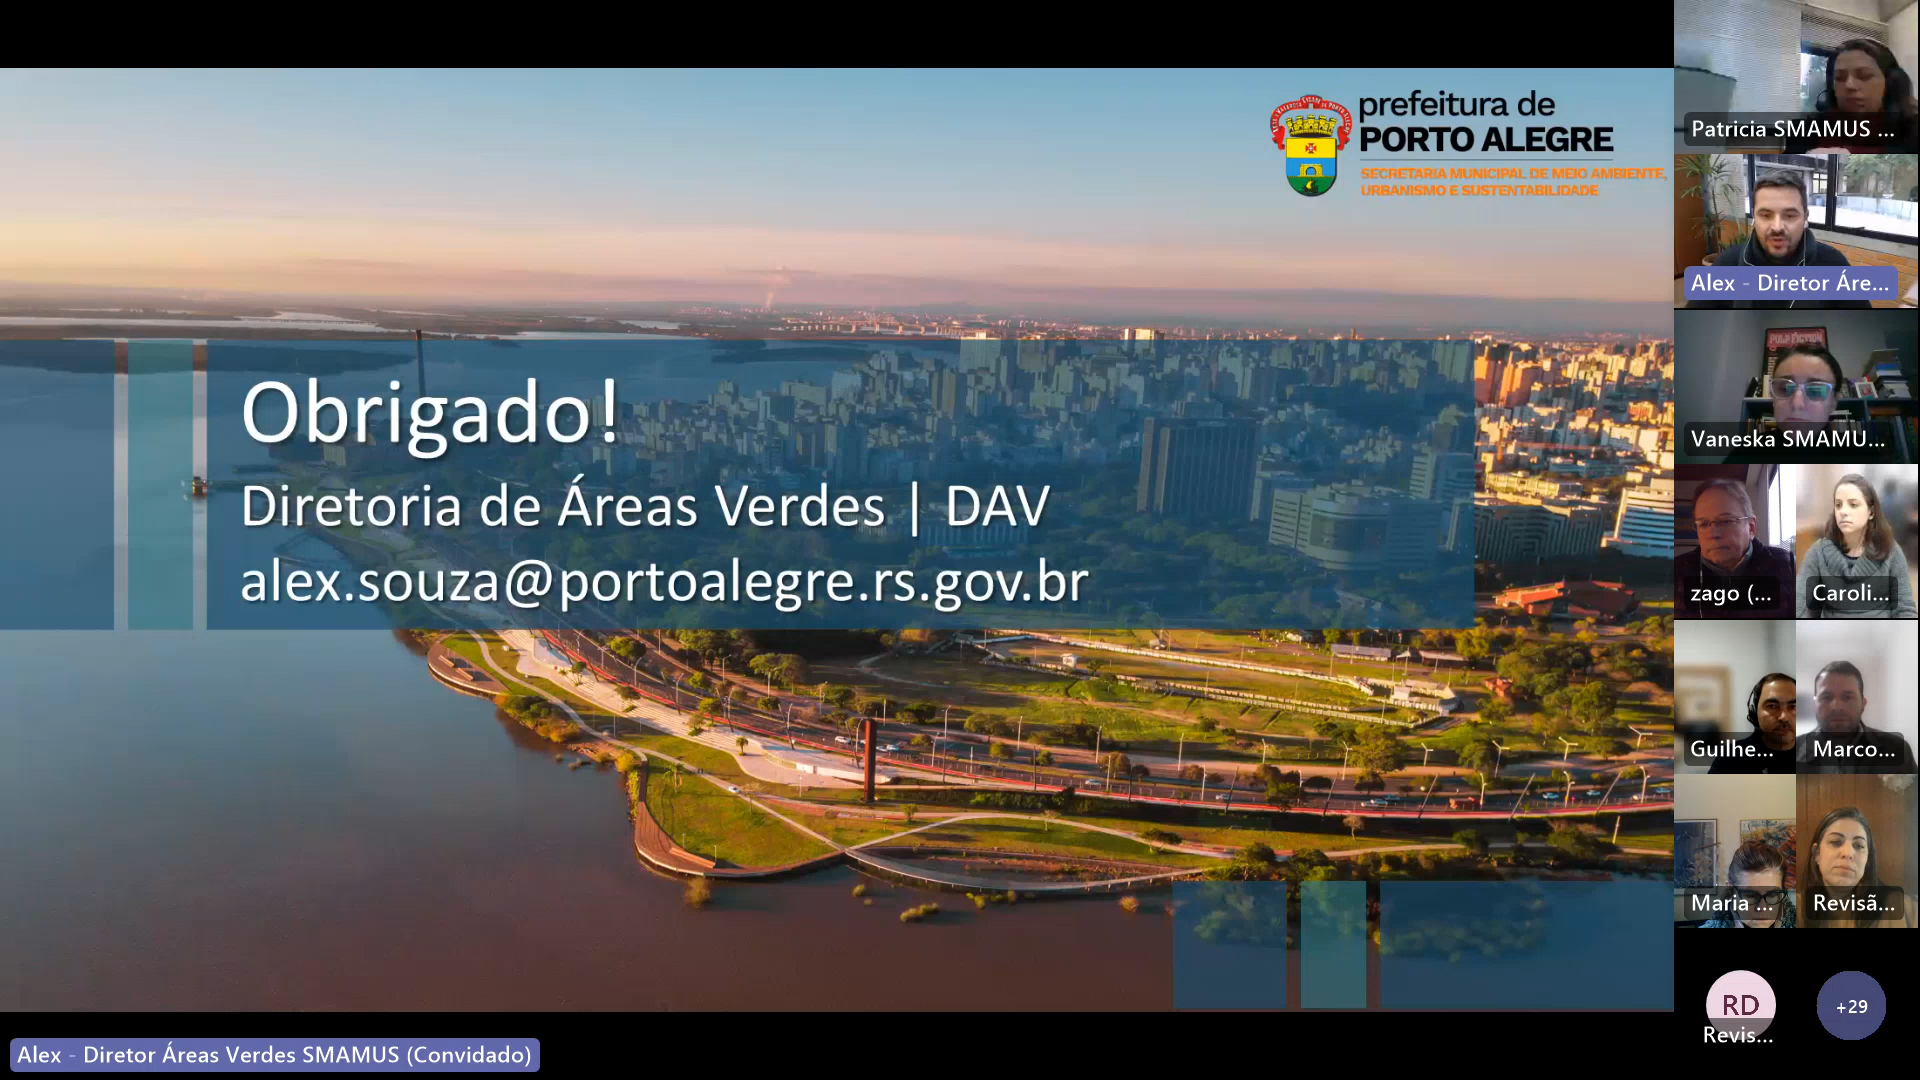 prefeitura de
PORTO ALEGRE
SECRETARIA MUNICIPAL DE MEIO AMBIENTE,
URBANISMO E SUSTENTABILIDADE
Obrigado!
Diretoria de Áreas Verdes | DAV
alex.souza@portoalegre.rs.gov.br
Alex - Diretor Áreas Verdes SMAMUS (Convidado)
Patricia SMAMUS ...
Alex - Diretor Áre...
PULP FICTION
Vaneska SMAMU...
zago (...
Caroli...
Guilhe...
Marco...
Maria ...
Revisã...
RD
Revis...
+29